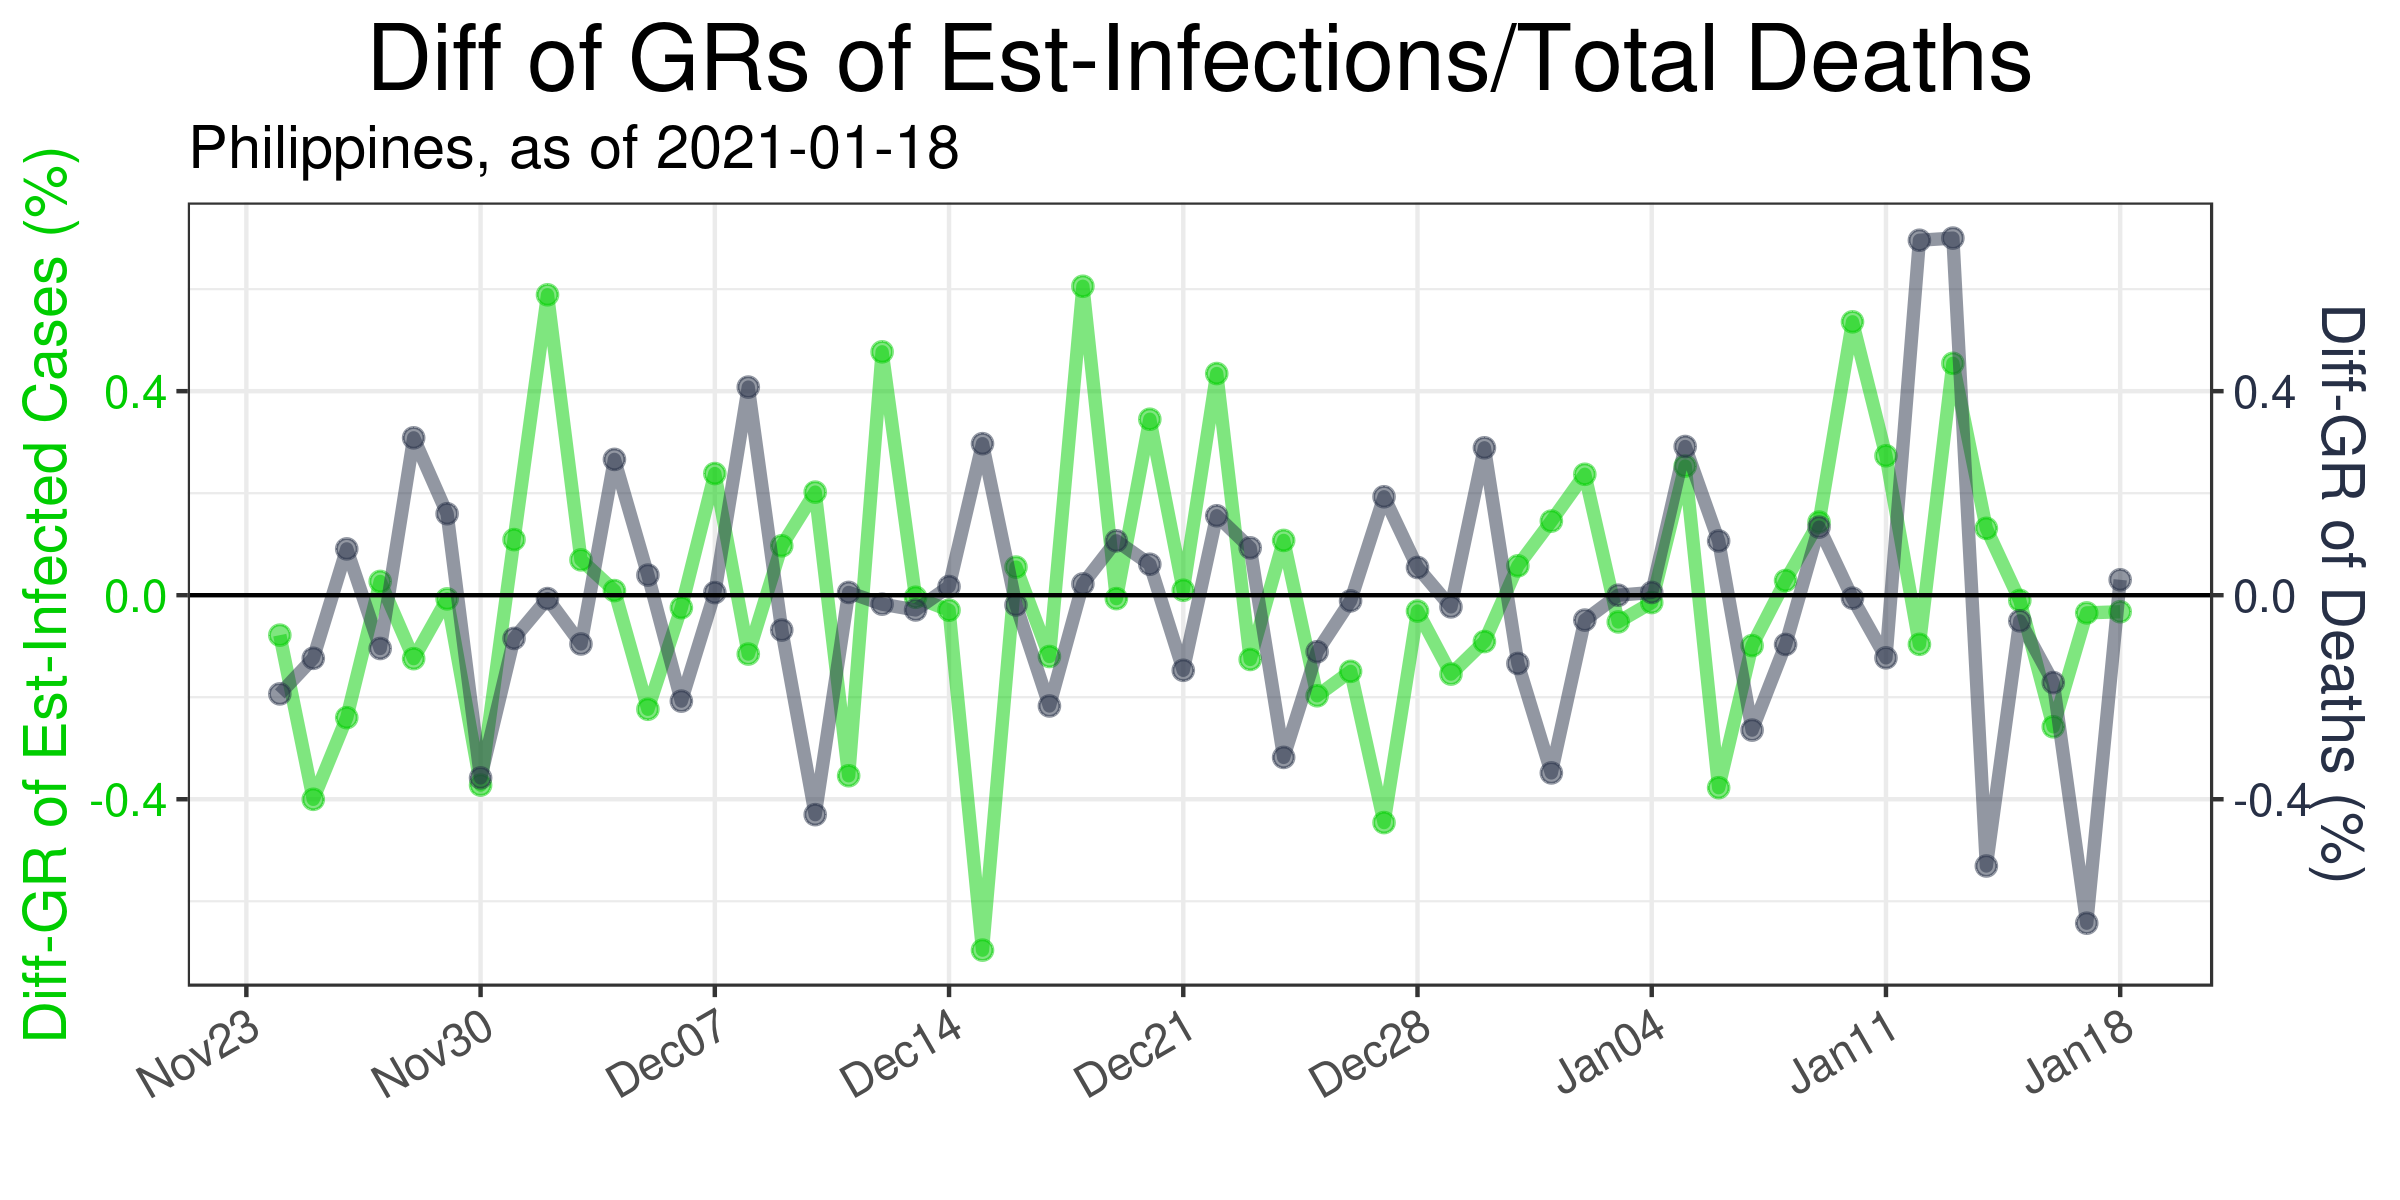 Diff of GRs of Est-Infections/Total Deaths
Philippines, as of 2021-01-18
Diff-GR of Est-Infected Cases (%)
0.4
0.0
-0.4
0.4
0.0
-0.4
Diff-GR of Deaths (%)
Nov23
Nov30
Dec07
Dec14
Dec21
Dec28
Jan04
Jan11
Jan18